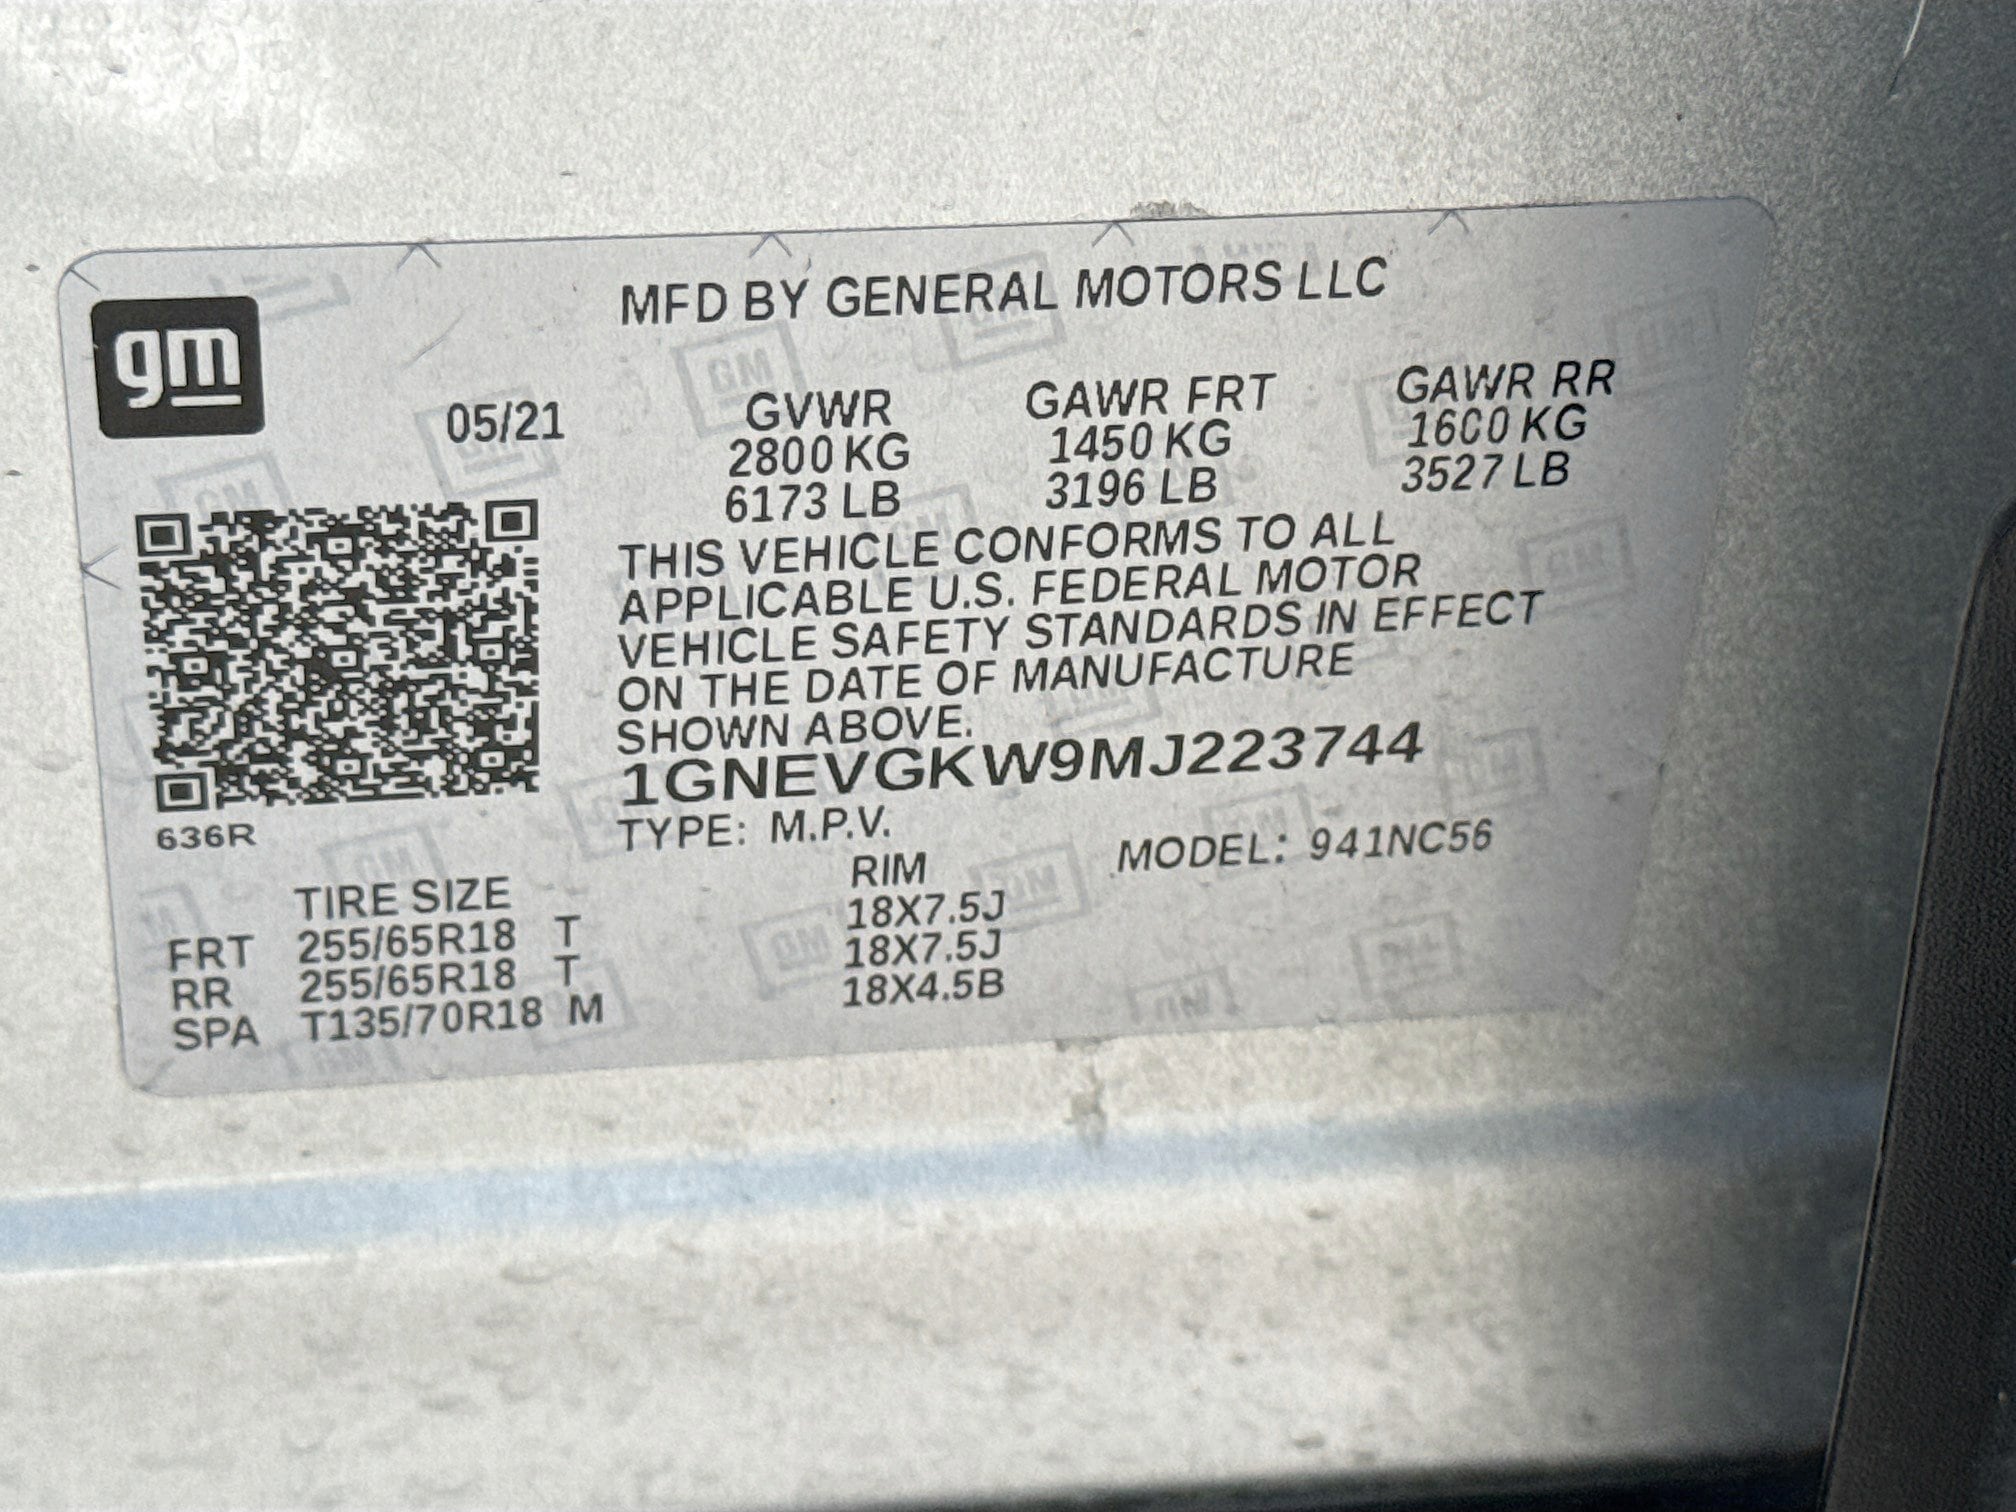 gm
MFD BY GENERAL MOTORS LLC
05/21
GVWR GAWR FRT GAWR RR
2800 KG 1450 KG 1600 KG
6173 LB 3196 LB 3527 LB
THIS VEHICLE CONFORMS TO ALL
APPLICABLE U.S. FEDERAL MOTOR
VEHICLE SAFETY STANDARDS IN EFFECT
ON THE DATE OF MANUFACTURE
SHOWN ABOVE.
1GNEVGKW9MJ223744
636R
TYPE: M.P.V. MODEL: 941NC56
TIRE SIZE RIM
FRT 255/65R18 T 18X7.5J
RR 255/65R18 T 18X7.5J
SPA T135/70R18 M 18X4.5B